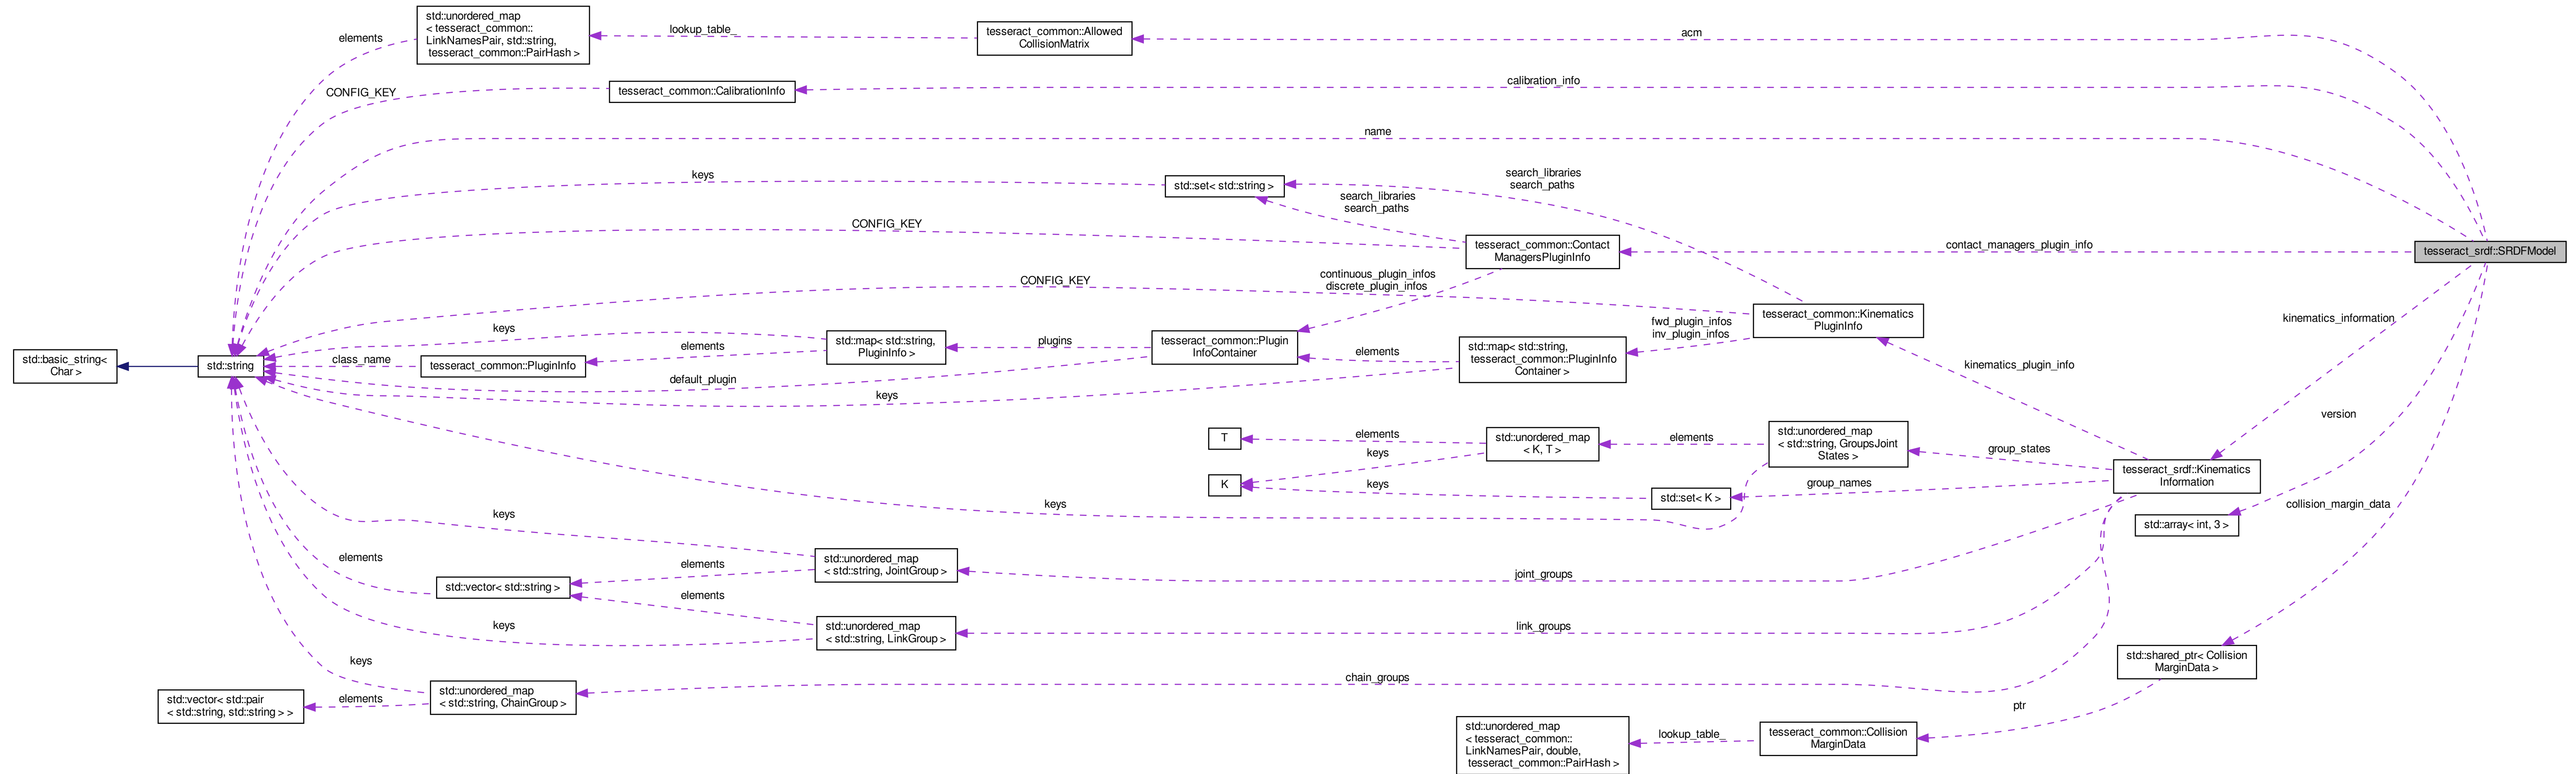 std::unordered_map
< tesseract_common::
LinkNamesPair, std::string,
tesseract_common::PairHash >
elements
lookup_table_
tesseract_common::Allowed
CollisionMatrix
acm
CONFIG_KEY
tesseract_common::CalibrationInfo
calibration_info
name
keys
std::set< std::string >
search_libraries
search_paths
search_libraries
search_paths
CONFIG_KEY
tesseract_common::Contact
ManagersPluginInfo
contact_managers_plugin_info
tesseract_srdf::SRDFModel
CONFIG_KEY
continuous_plugin_infos
discrete_plugin_infos
tesseract_common::Kinematics
PluginInfo
kinematics_information
std::basic_string<
Char >
std::string
keys
class_name
tesseract_common::PluginInfo
elements
std::map< std::string,
PluginInfo >
plugins
tesseract_common::Plugin
InfoContainer
elements
std::map< std::string,
tesseract_common::PluginInfo
Container >
fwd_plugin_infos
inv_plugin_infos
kinematics_plugin_info
default_plugin
keys
version
T
elements
std::unordered_map
< K, T >
elements
std::unordered_map
< std::string, GroupsJoint
States >
group_states
tesseract_srdf::Kinematics
Information
keys
K
keys
std::set< K >
group_names
keys
std::array< int, 3 >
collision_margin_data
keys
elements
std::vector< std::string >
elements
elements
std::unordered_map
< std::string, JointGroup >
joint_groups
keys
std::unordered_map
< std::string, LinkGroup >
link_groups
std::shared_ptr< Collision
MarginData >
keys
std::vector< std::pair
< std::string, std::string > >
elements
std::unordered_map
< std::string, ChainGroup >
chain_groups
ptr
std::unordered_map
< tesseract_common::
LinkNamesPair, double,
tesseract_common::PairHash >
lookup_table_
tesseract_common::Collision
MarginData